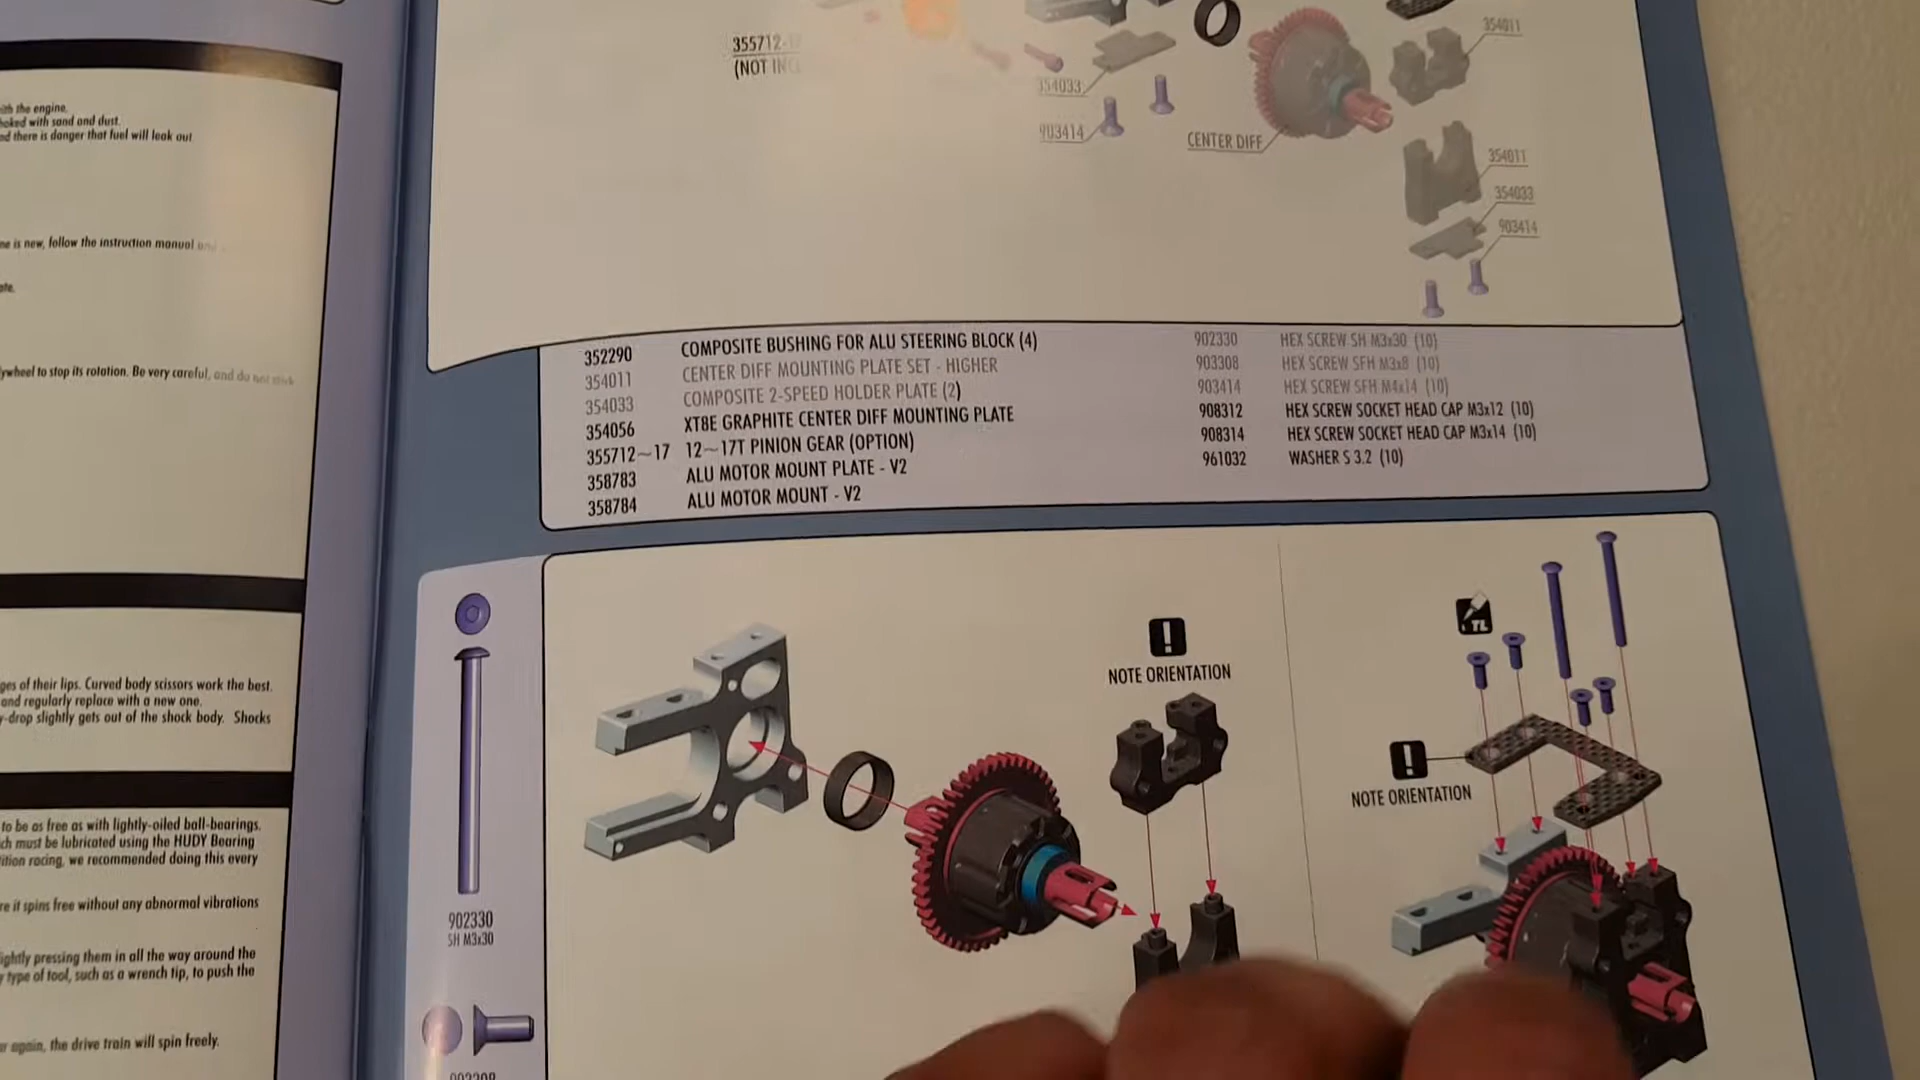 ith the engine.
hoked with sand and dust.
nd there is danger that fuel will leak out
ne is new, follow the instruction manual and
ate.
ywheel to stop its rotation. Be very careful, and do not stick
ges of their lips. Curved body scissors work the best.
and regularly replace with a new one.
y-drop slightly gets out of the shock body. Shocks
to be as free as with lightly-oiled ball-bearings.
ch must be lubricated using the HUDY Bearing
tition racing, we recommended doing this every
re it spins free without any abnormal vibrations
ightly pressing them in all the way around the
y type of tool, such as a wrench tip, to push the
er again, the drive train will spin freely.
355712-
(NOT INCL
354033
903414
CENTER DIFF
354011
354011
354033
903414
352290 COMPOSITE BUSHING FOR ALU STEERING BLOCK (4)
354011 CENTER DIFF MOUNTING PLATE SET - HIGHER
354033 COMPOSITE 2-SPEED HOLDER PLATE (2)
354056 XT8E GRAPHITE CENTER DIFF MOUNTING PLATE
355712~17 12~17T PINION GEAR (OPTION)
358783 ALU MOTOR MOUNT PLATE - V2
358784 ALU MOTOR MOUNT - V2
902330 HEX SCREW SH M3x30 (10)
903308 HEX SCREW SFH M3x8 (10)
903414 HEX SCREW SFH M4x14 (10)
908312 HEX SCREW SOCKET HEAD CAP M3x12 (10)
908314 HEX SCREW SOCKET HEAD CAP M3x14 (10)
961032 WASHER S 3.2 (10)
902330
SH M3x30
!
NOTE ORIENTATION
TL
!
NOTE ORIENTATION